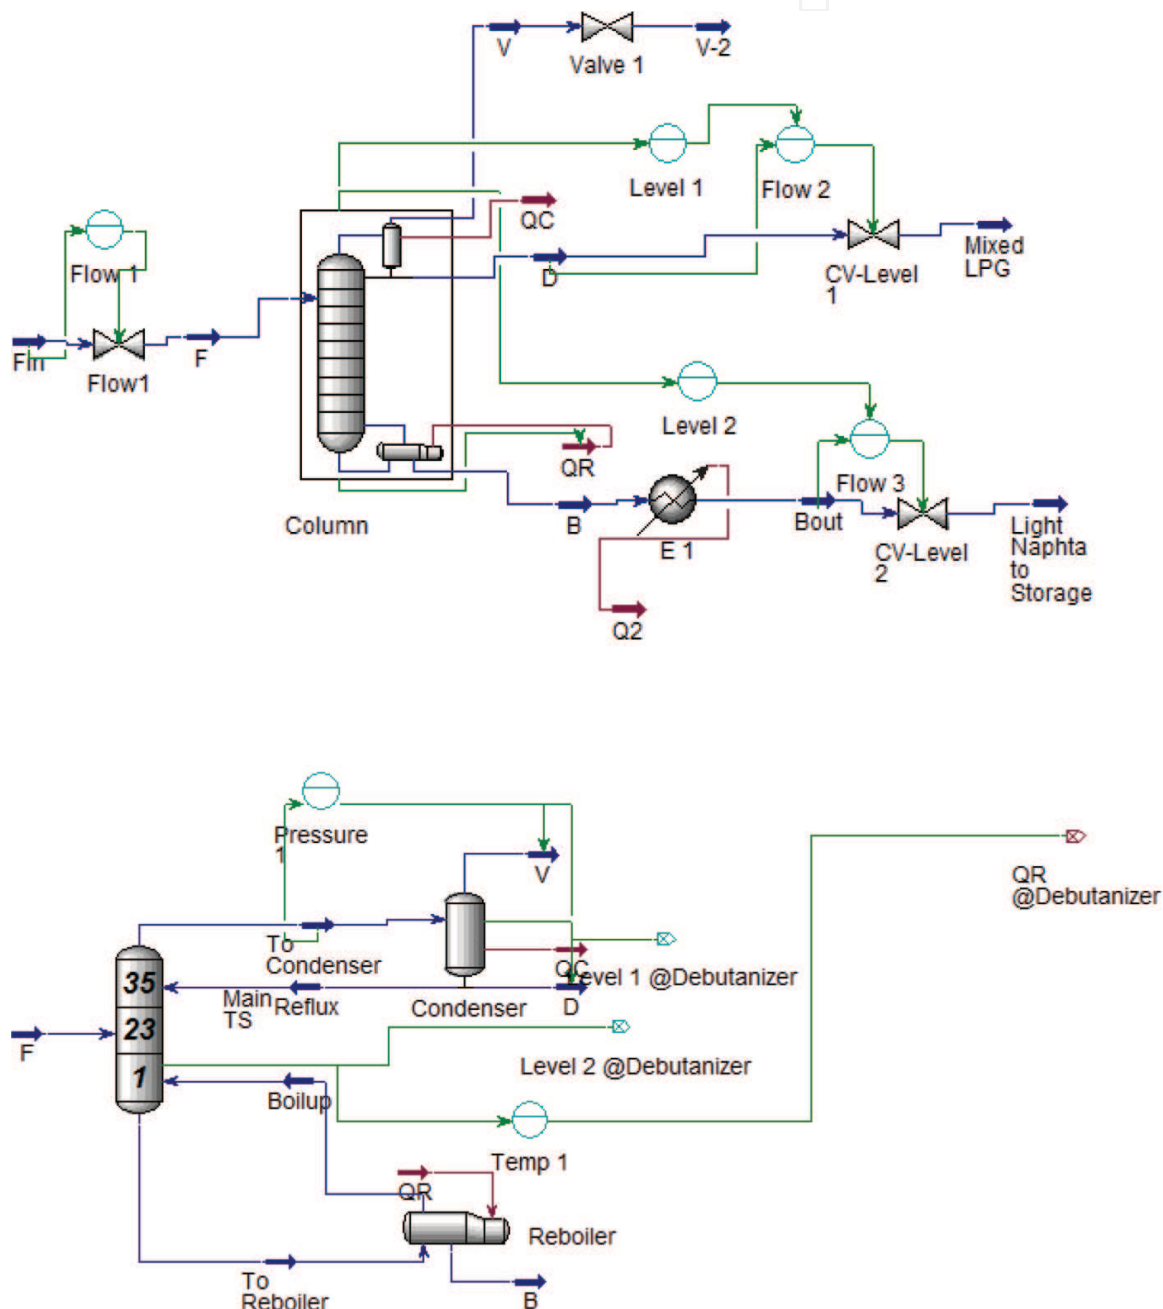 V
V-2
Valve 1
Level 1
Flow 2
QC
Mixed
LPG
Flow 1
D
CV-Level
1
Fin
F
Flow1
Level 2
QR
Flow 3
Column
B
E 1
Bout
CV-Level
2
Light
Naphta
to
Storage
Q2
Pressure
1
V
QR
@Debutanizer
To
Condenser
QC
Level 1 @Debutanizer
35
Main
TS
Reflux
Condenser
D
23
F
Level 2 @Debutanizer
1
Boilup
Temp 1
QR
Reboiler
To
Reboiler
B